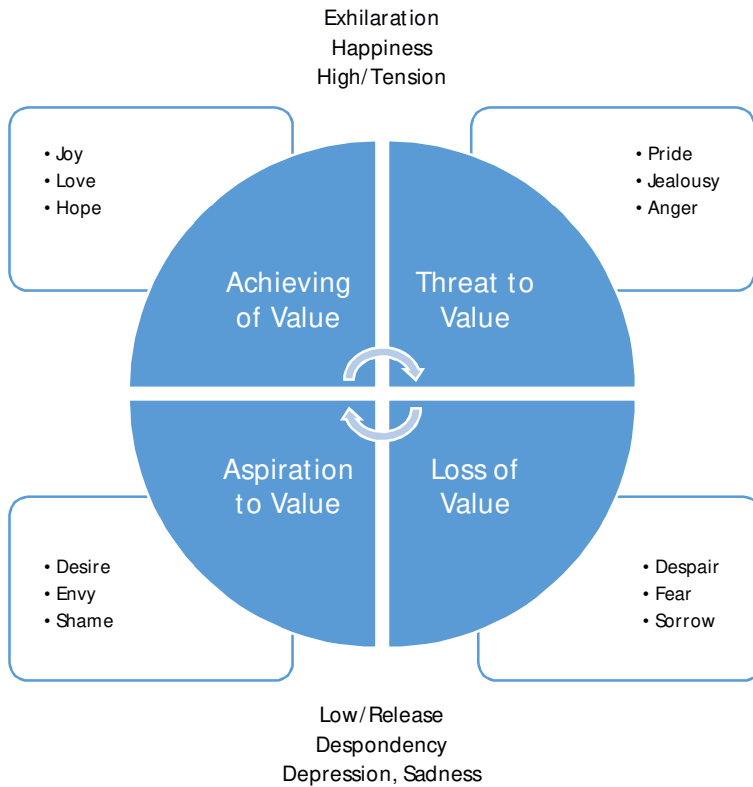 Exhilaration
Happiness
High/Tension
• Joy
• Love
• Hope
• Pride
• Jealousy
• Anger
Achieving
of Value
Threat to
Value
Aspiration
to Value
Loss of
Value
• Desire
• Envy
• Shame
• Despair
• Fear
• Sorrow
Low/Release
Despondency
Depression, Sadness